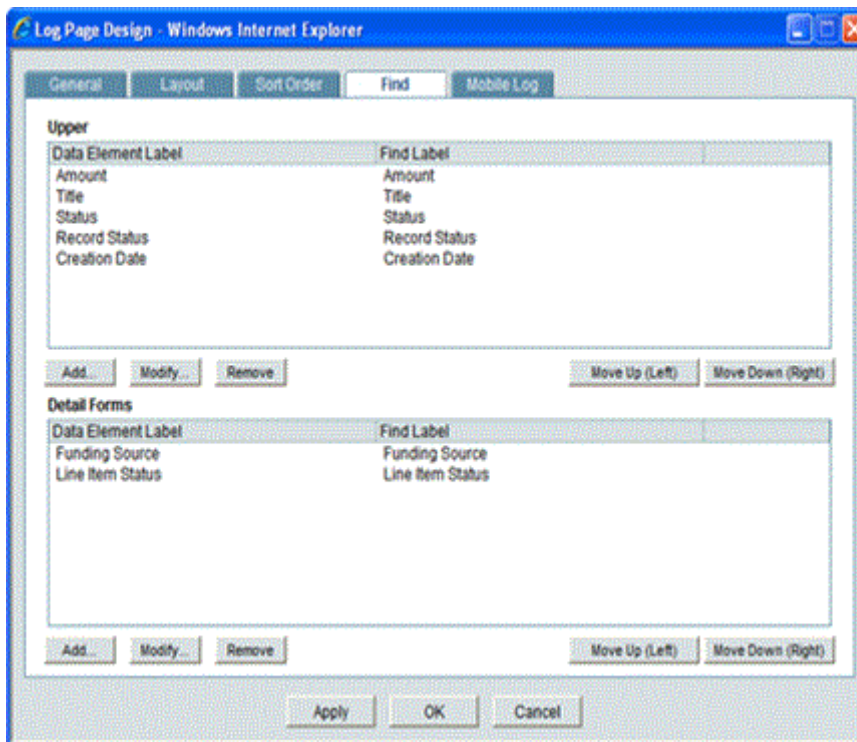 Log Page Design - Windows Internet Explorer
General Layout Sort Order Find Mobile Log
Upper
Data Element Label Find Label
Amount Amount
Title Title
Status Status
Record Status Record Status
Creation Date Creation Date
Add... Modify... Remove Move Up (Left) Move Down (Right)
Detail Forms
Data Element Label Find Label
Funding Source Funding Source
Line Item Status Line Item Status
Add... Modify... Remove Move Up (Left) Move Down (Right)
Apply OK Cancel